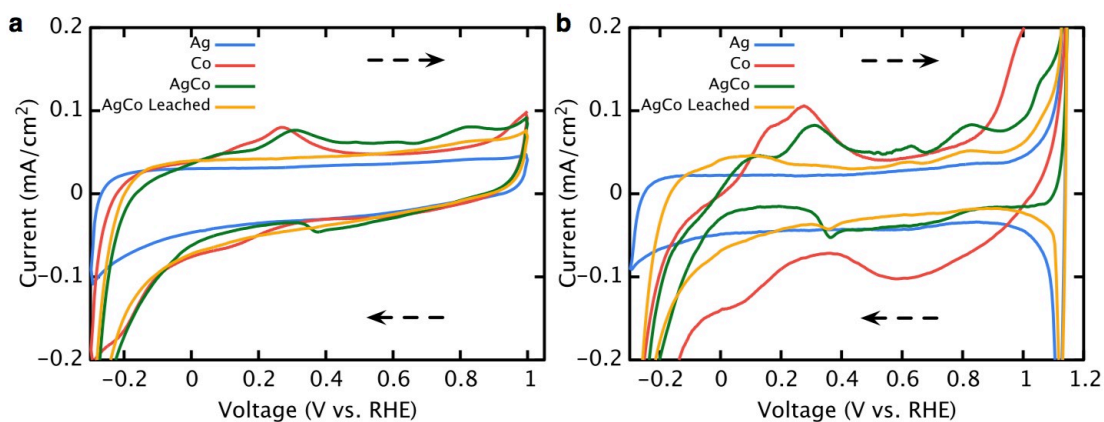 a
Current (mA/cm²)
0.2
0.1
0
−0.1
−0.2
Ag
Co
AgCo
AgCo Leached
−0.2 0 0.2 0.4 0.6 0.8 1
Voltage (V vs. RHE)
b
Current (mA/cm²)
0.2
0.1
0
−0.1
−0.2
Ag
Co
AgCo
AgCo Leached
−0.2 0 0.2 0.4 0.6 0.8 1 1.2
Voltage (V vs. RHE)